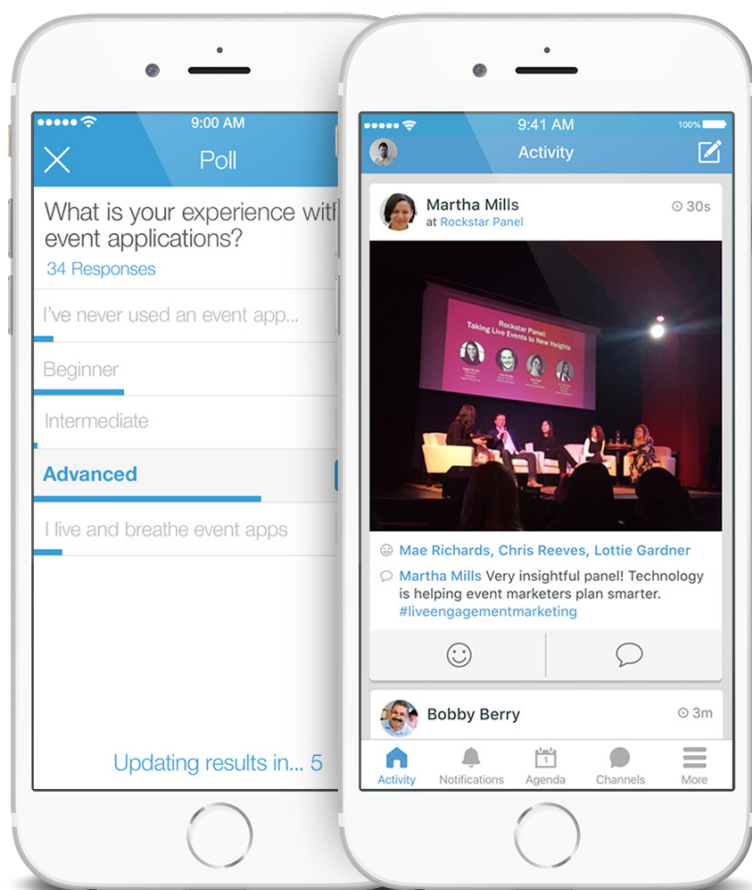 9:00 AM
Poll
What is your experience with
event applications?
34 Responses
I've never used an event app...
Beginner
Intermediate
Advanced
I live and breathe event apps
Updating results in... 5
9:41 AM
100%
Activity
Martha Mills
30s
at Rockstar Panel
Rockstar Panel:
Taking Live Events to New Heights
Mae Richards, Chris Reeves, Lottie Gardner
Martha Mills Very insightful panel! Technology
is helping event marketers plan smarter.
#liveengagementmarketing
Bobby Berry
3m
1
Activity
Notifications
Agenda
Channels
More